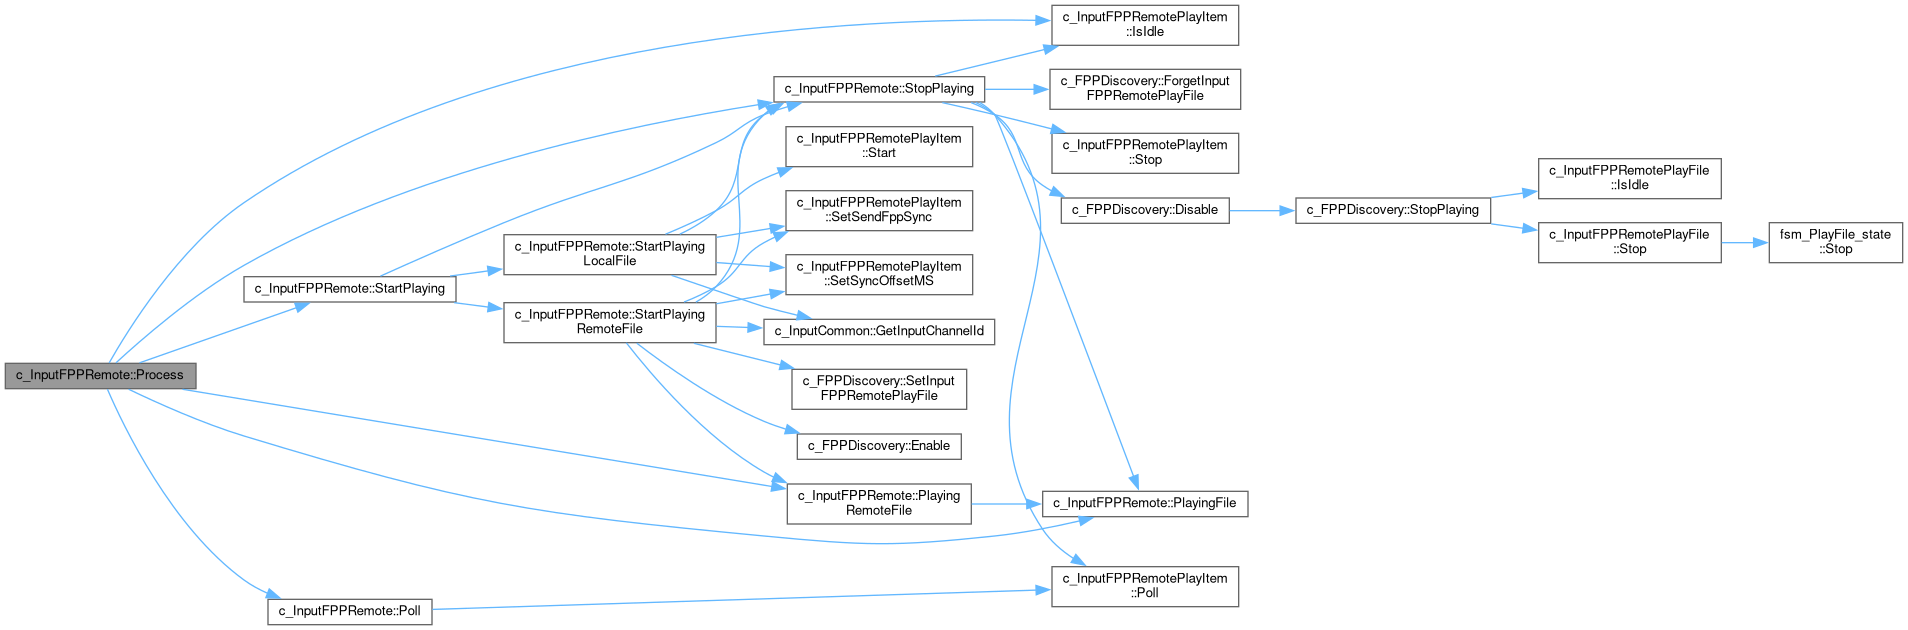 c_InputFPPRemotePlayItem
::IsIdle
c_InputFPPRemote::StopPlaying
c_FPPDiscovery::ForgetInput
FPPRemotePlayFile
c_InputFPPRemotePlayItem
::Start
c_InputFPPRemotePlayItem
::Stop
c_InputFPPRemotePlayFile
::IsIdle
c_InputFPPRemotePlayItem
::SetSendFppSync
c_FPPDiscovery::Disable
c_FPPDiscovery::StopPlaying
c_InputFPPRemotePlayFile
::Stop
fsm_PlayFile_state
::Stop
c_InputFPPRemote::StartPlaying
LocalFile
c_InputFPPRemotePlayItem
::SetSyncOffsetMS
c_InputFPPRemote::StartPlaying
c_InputFPPRemote::StartPlaying
RemoteFile
c_InputCommon::GetInputChannelId
c_InputFPPRemote::Process
c_FPPDiscovery::SetInput
FPPRemotePlayFile
c_FPPDiscovery::Enable
c_InputFPPRemote::Playing
RemoteFile
c_InputFPPRemote::PlayingFile
c_InputFPPRemotePlayItem
::Poll
c_InputFPPRemote::Poll